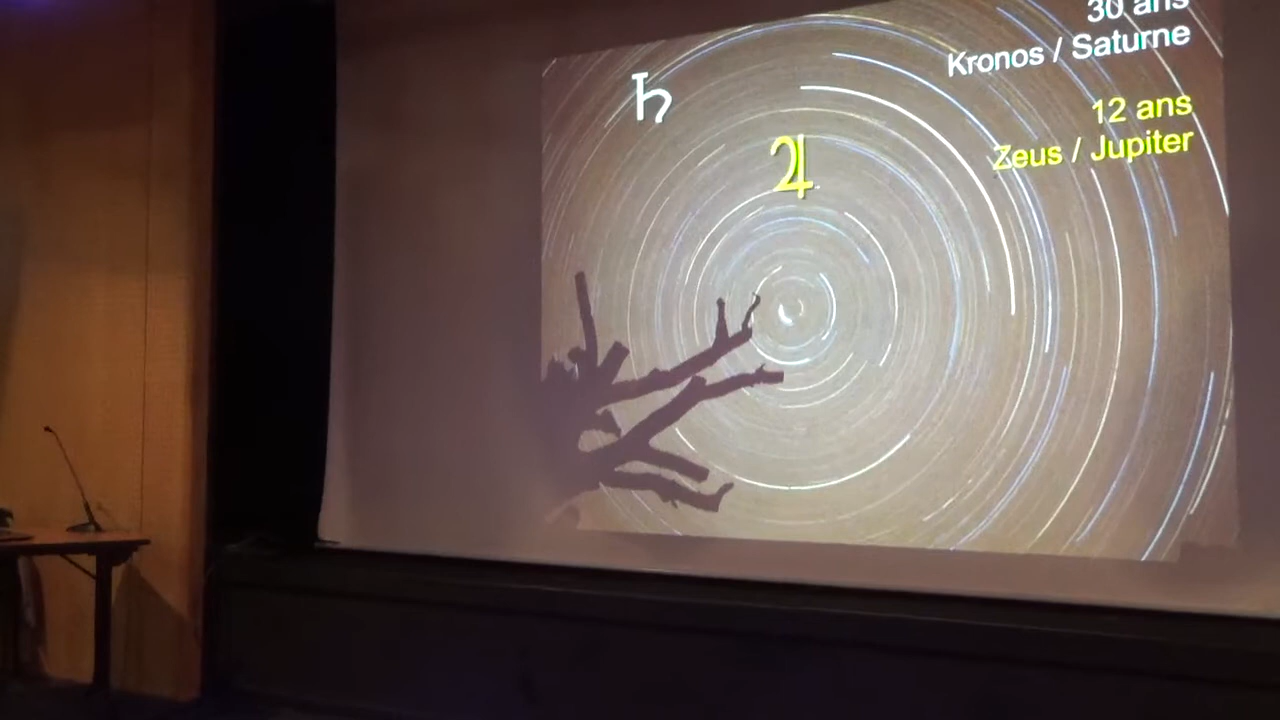 30 ans
Kronos / Saturne
♄
12 ans
Zeus / Jupiter
♃